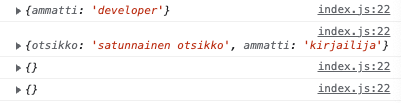 ▶ {ammatti: 'developer'} index.js:22
index.js:22
▶ {otsikko: 'satunnainen otsikko', ammatti: 'kirjailija'}
▶ {} index.js:22
▶ {} index.js:22